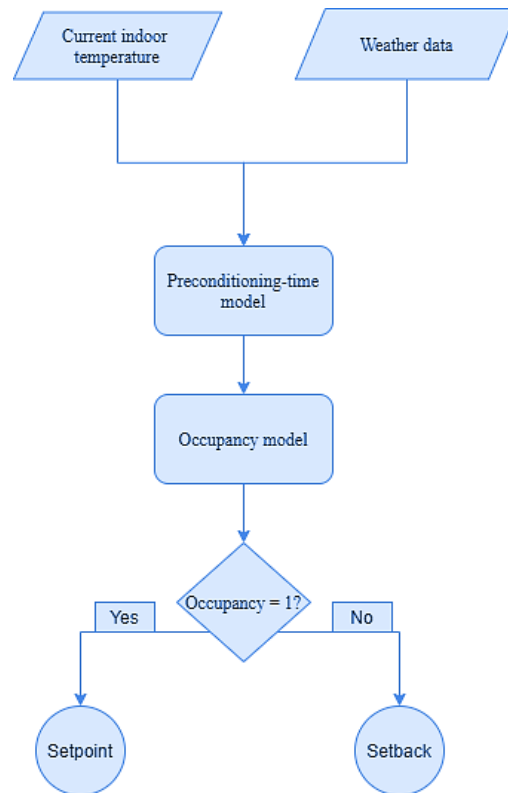 Current indoor
temperature
Weather data
Preconditioning-time
model
Occupancy model
Occupancy = 1?
Yes
No
Setpoint
Setback